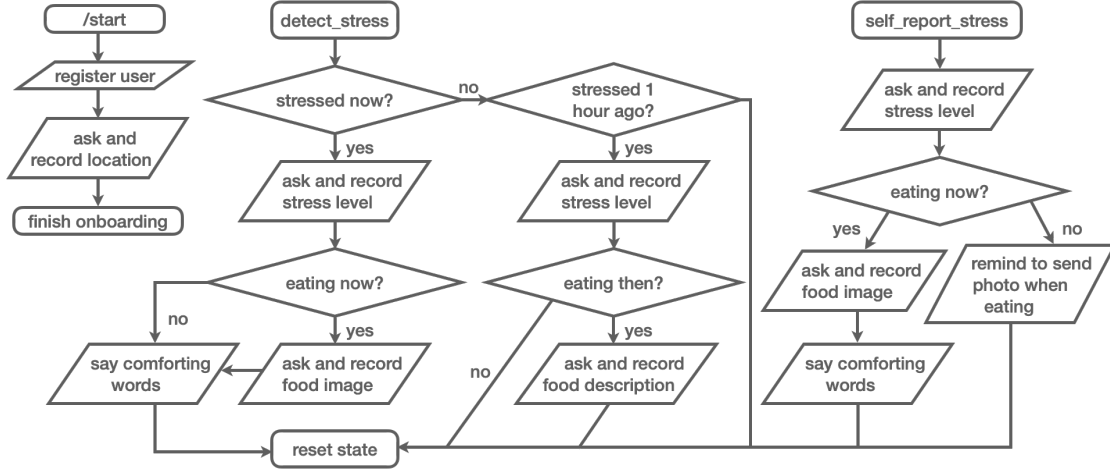 /start
register user
ask and
record location
finish onboarding
detect_stress
stressed now?
no
stressed 1
hour ago?
yes
ask and record
stress level
eating now?
no
yes
say comforting
words
ask and record
food image
yes
ask and record
stress level
eating then?
no
yes
ask and record
food description
reset state
self_report_stress
ask and record
stress level
eating now?
yes
no
ask and record
food image
remind to send
photo when
eating
say comforting
words